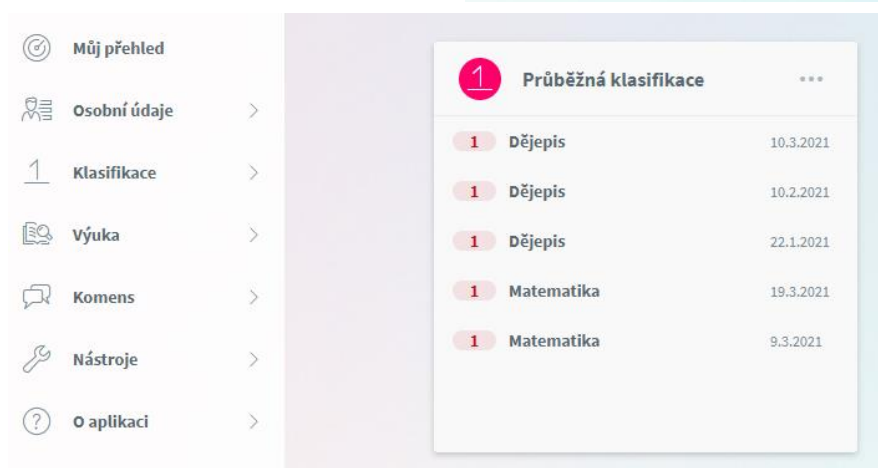 Můj přehled
Osobní údaje
1 Klasifikace
Výuka
Komens
Nástroje
? O aplikaci
1 Průběžná klasifikace
1 Dějepis 10.3.2021
1 Dějepis 10.2.2021
1 Dějepis 22.1.2021
1 Matematika 19.3.2021
1 Matematika 9.3.2021